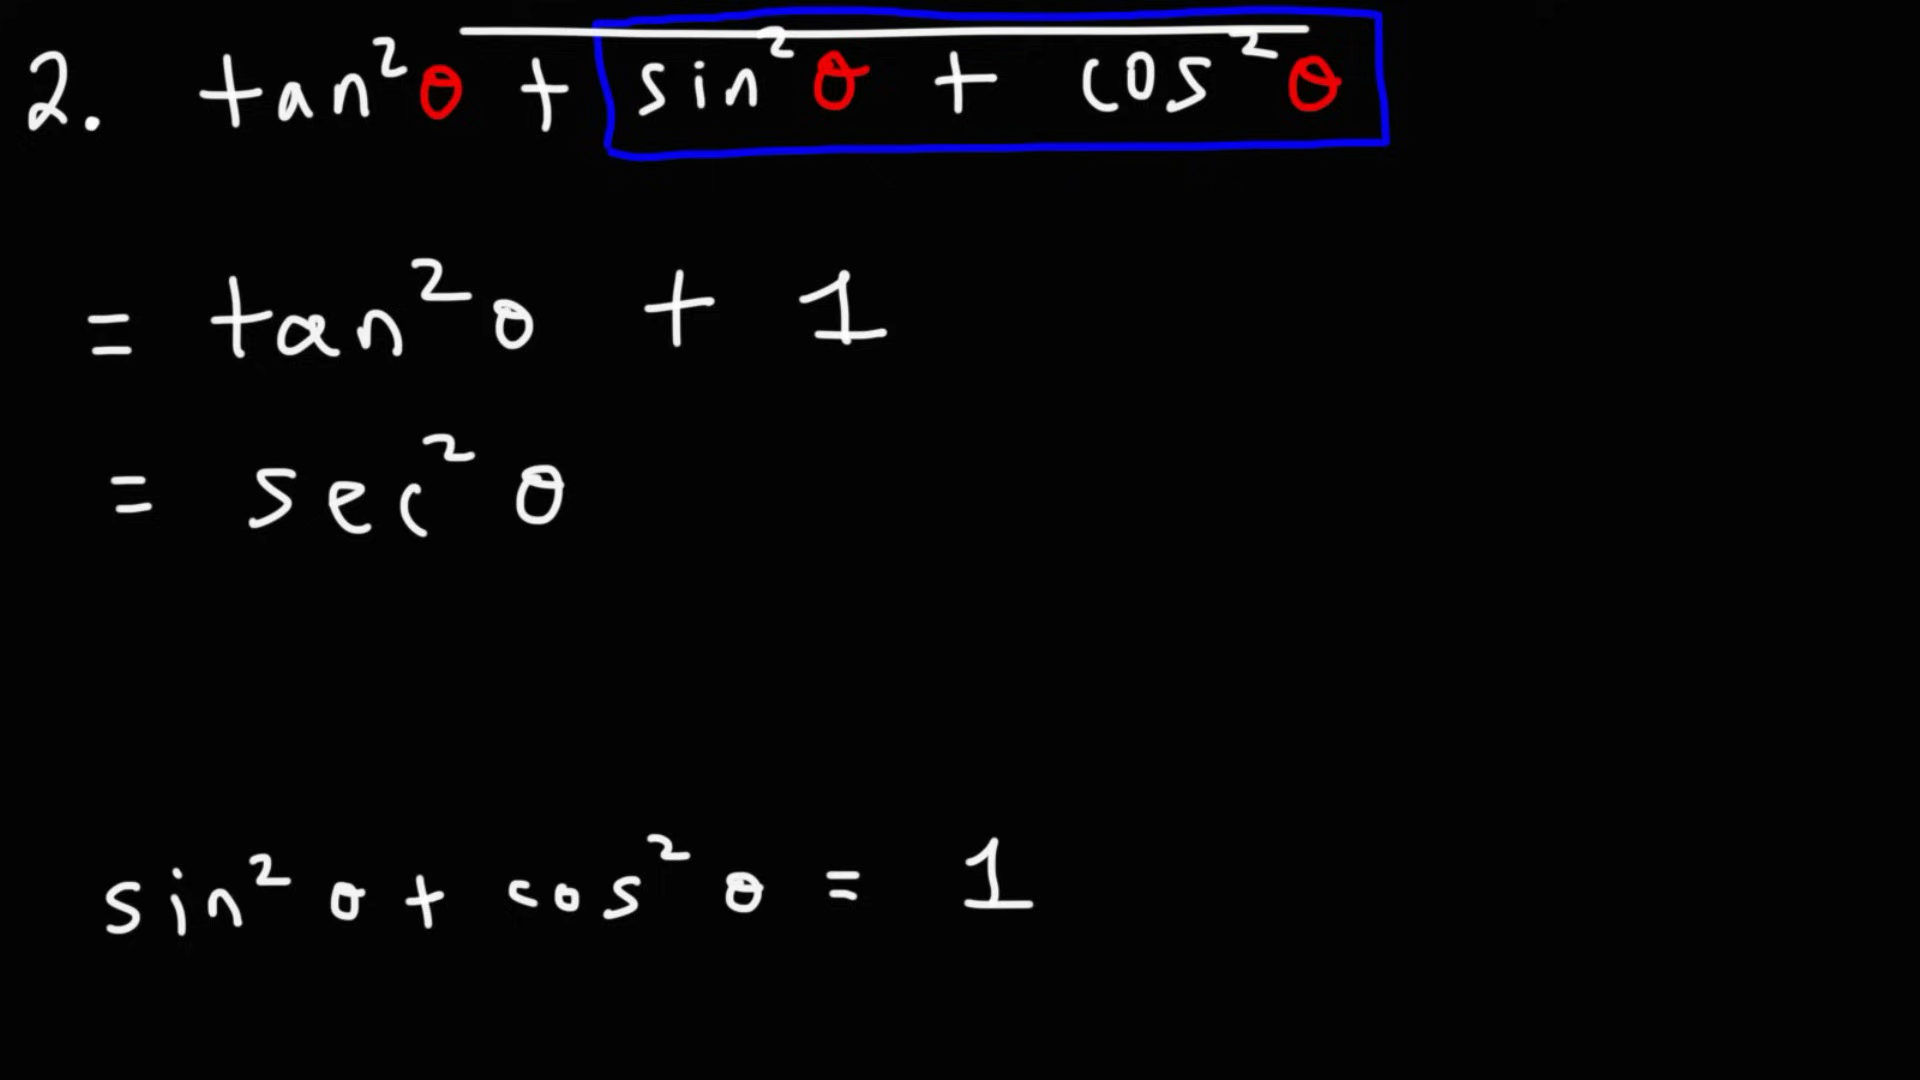 2. tan²θ + sin²θ + cos²θ
= tan²θ + 1
= sec²θ
sin²θ + cos²θ = 1